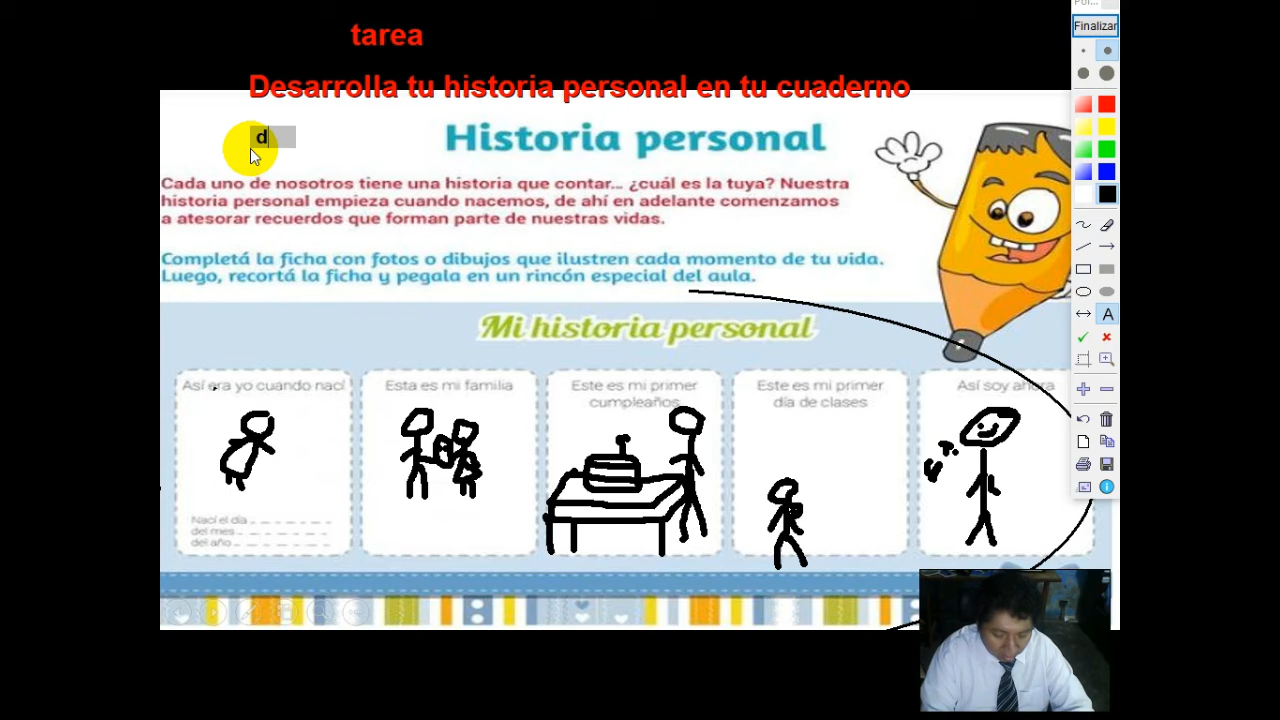 Por...
Finalizar
tarea
Desarrolla tu historia personal en tu cuaderno
d
Historia personal
Cada uno de nosotros tiene una historia que contar... ¿cuál es la tuya? Nuestra
historia personal empieza cuando nacemos, de ahí en adelante comenzamos
a atesorar recuerdos que forman parte de nuestras vidas.
Completá la ficha con fotos o dibujos que ilustren cada momento de tu vida.
Luego, recortá la ficha y pegala en un rincón especial del aula.
Mi historia personal
Así era yo cuando nací
Nací el día
del mes
del año
Esta es mi familia
Este es mi primer
cumpleaños
Este es mi primer
día de clases
Así soy ahora
A